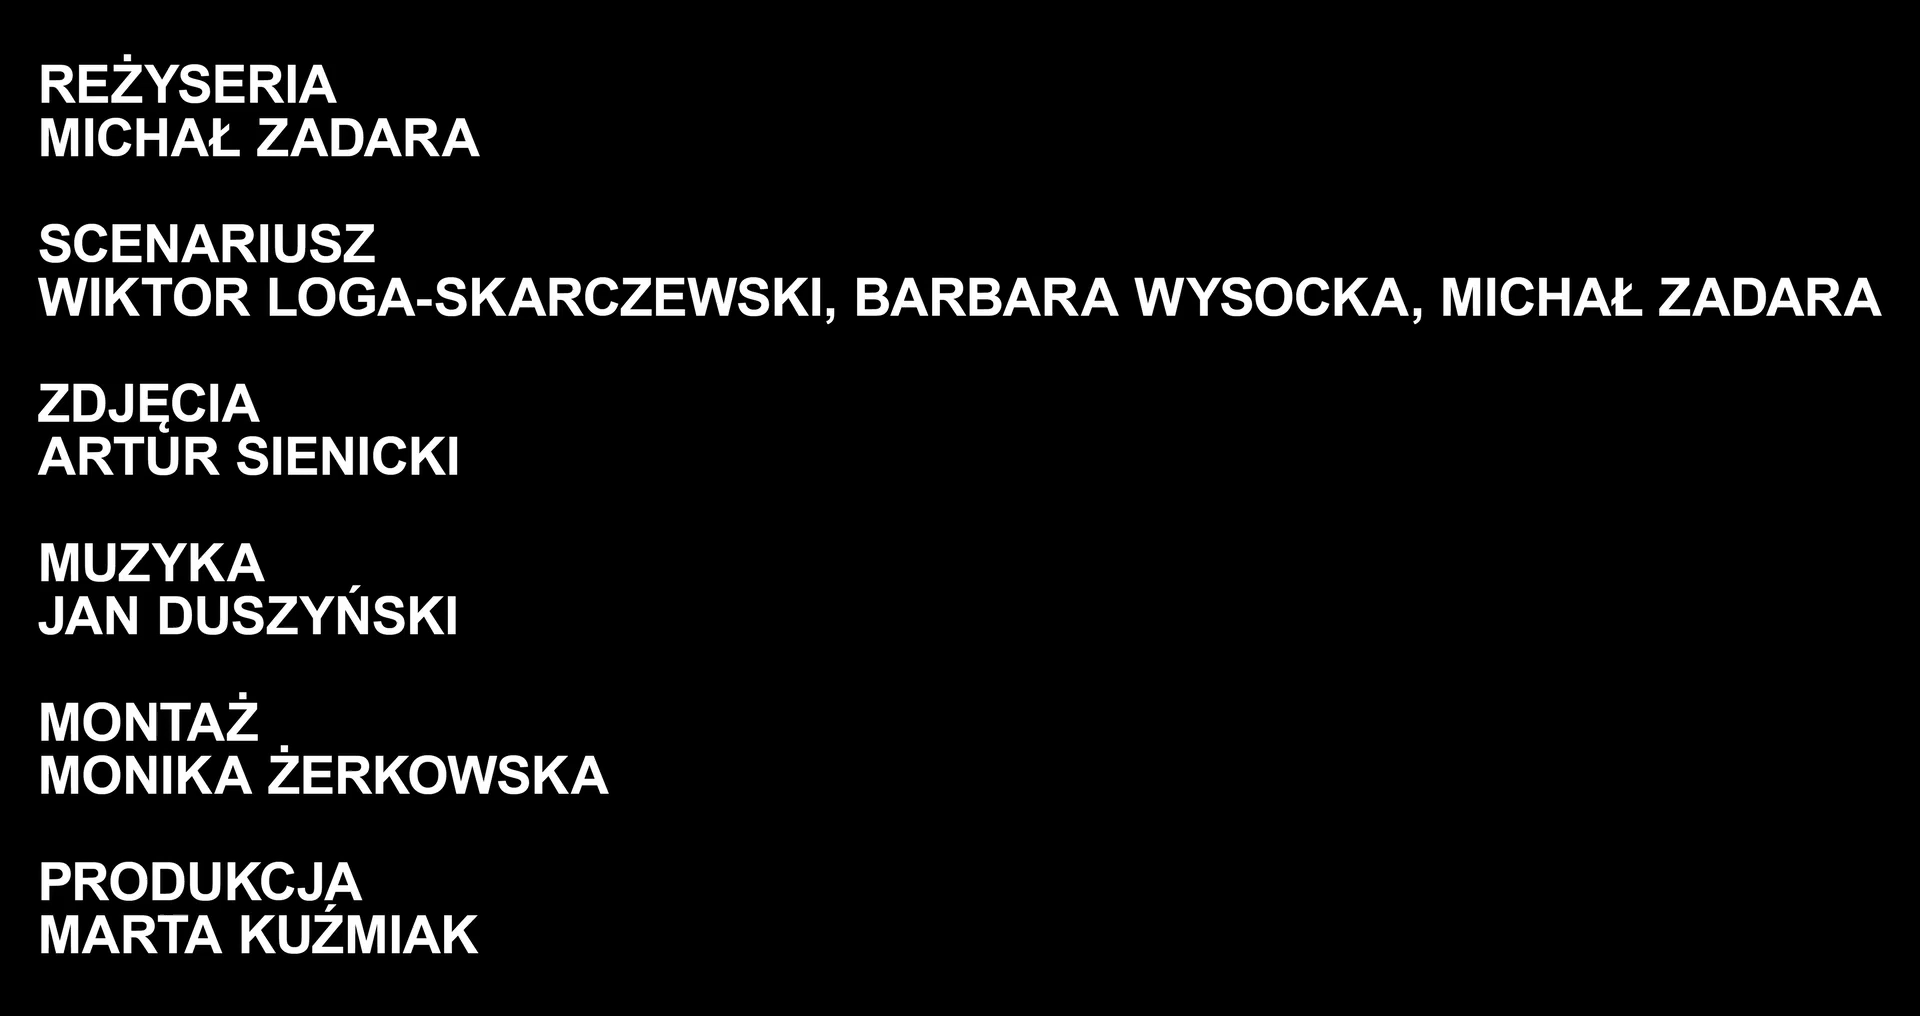 REŻYSERIA
MICHAŁ ZADARA
SCENARIUSZ
WIKTOR LOGA-SKARCZEWSKI, BARBARA WYSOCKA, MICHAŁ ZADARA
ZDJĘCIA
ARTUR SIENICKI
MUZYKA
JAN DUSZYŃSKI
MONTAŻ
MONIKA ŻERKOWSKA
PRODUKCJA
MARTA KUŹMIAK